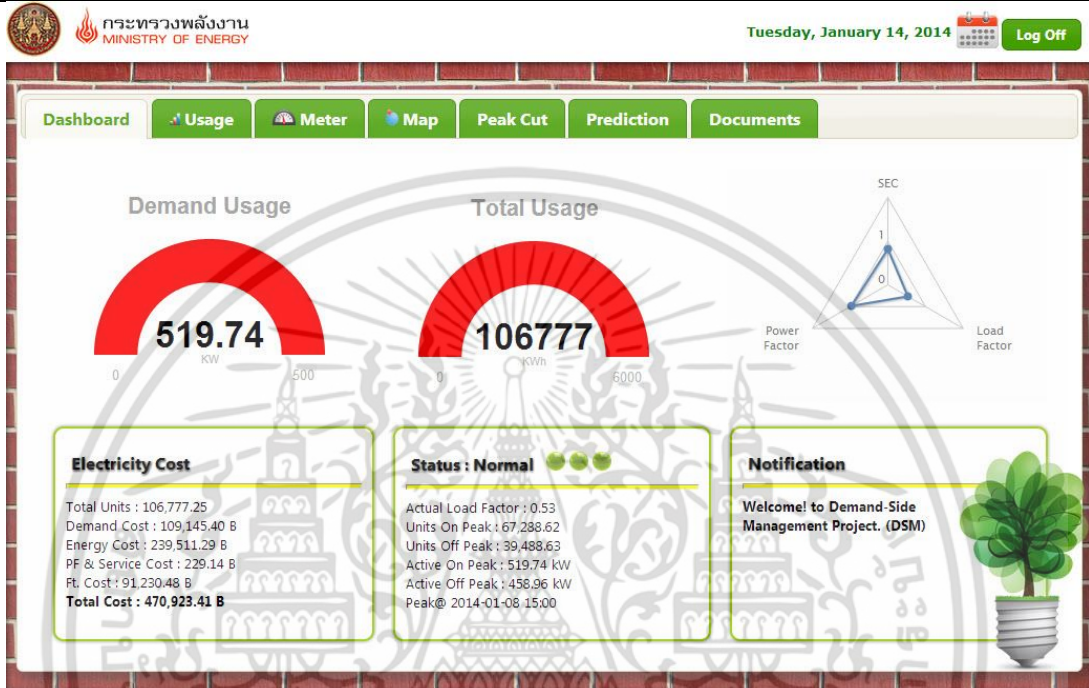 กระทรวงพลังงาน
MINISTRY OF ENERGY
Tuesday, January 14, 2014
Log Off
Dashboard
Usage
Meter
Map
Peak Cut
Prediction
Documents
Demand Usage
519.74
KW
0
500
Total Usage
106777
KWh
0
6000
SEC
1
0
Power
Factor
Load
Factor
Electricity Cost
Total Units : 106,777.25
Demand Cost : 109,145.40 B
Energy Cost : 239,511.29 B
PF & Service Cost : 229.14 B
Ft. Cost : 91,230.48 B
Total Cost : 470,923.41 B
Status : Normal
Actual Load Factor : 0.53
Units On Peak : 67,288.62
Units Off Peak : 39,488.63
Active On Peak : 519.74 kW
Active Off Peak : 458.96 kW
Peak@ 2014-01-08 15:00
Notification
Welcome! to Demand-Side
Management Project. (DSM)